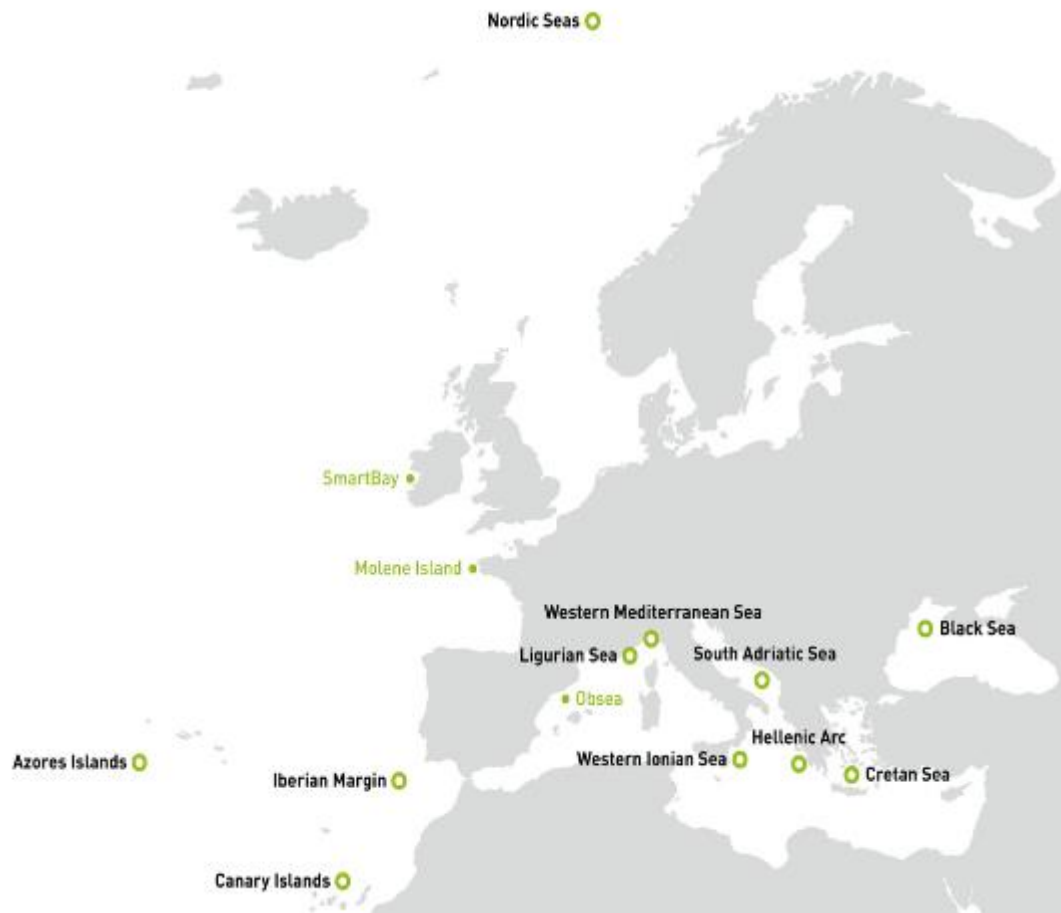 Nordic Seas
SmartBay
Molene Island
Western Mediterranean Sea
Black Sea
Ligurian Sea
South Adriatic Sea
Obsea
Hellenic Arc
Azores Islands
Western Ionian Sea
Iberian Margin
Cretan Sea
Canary Islands